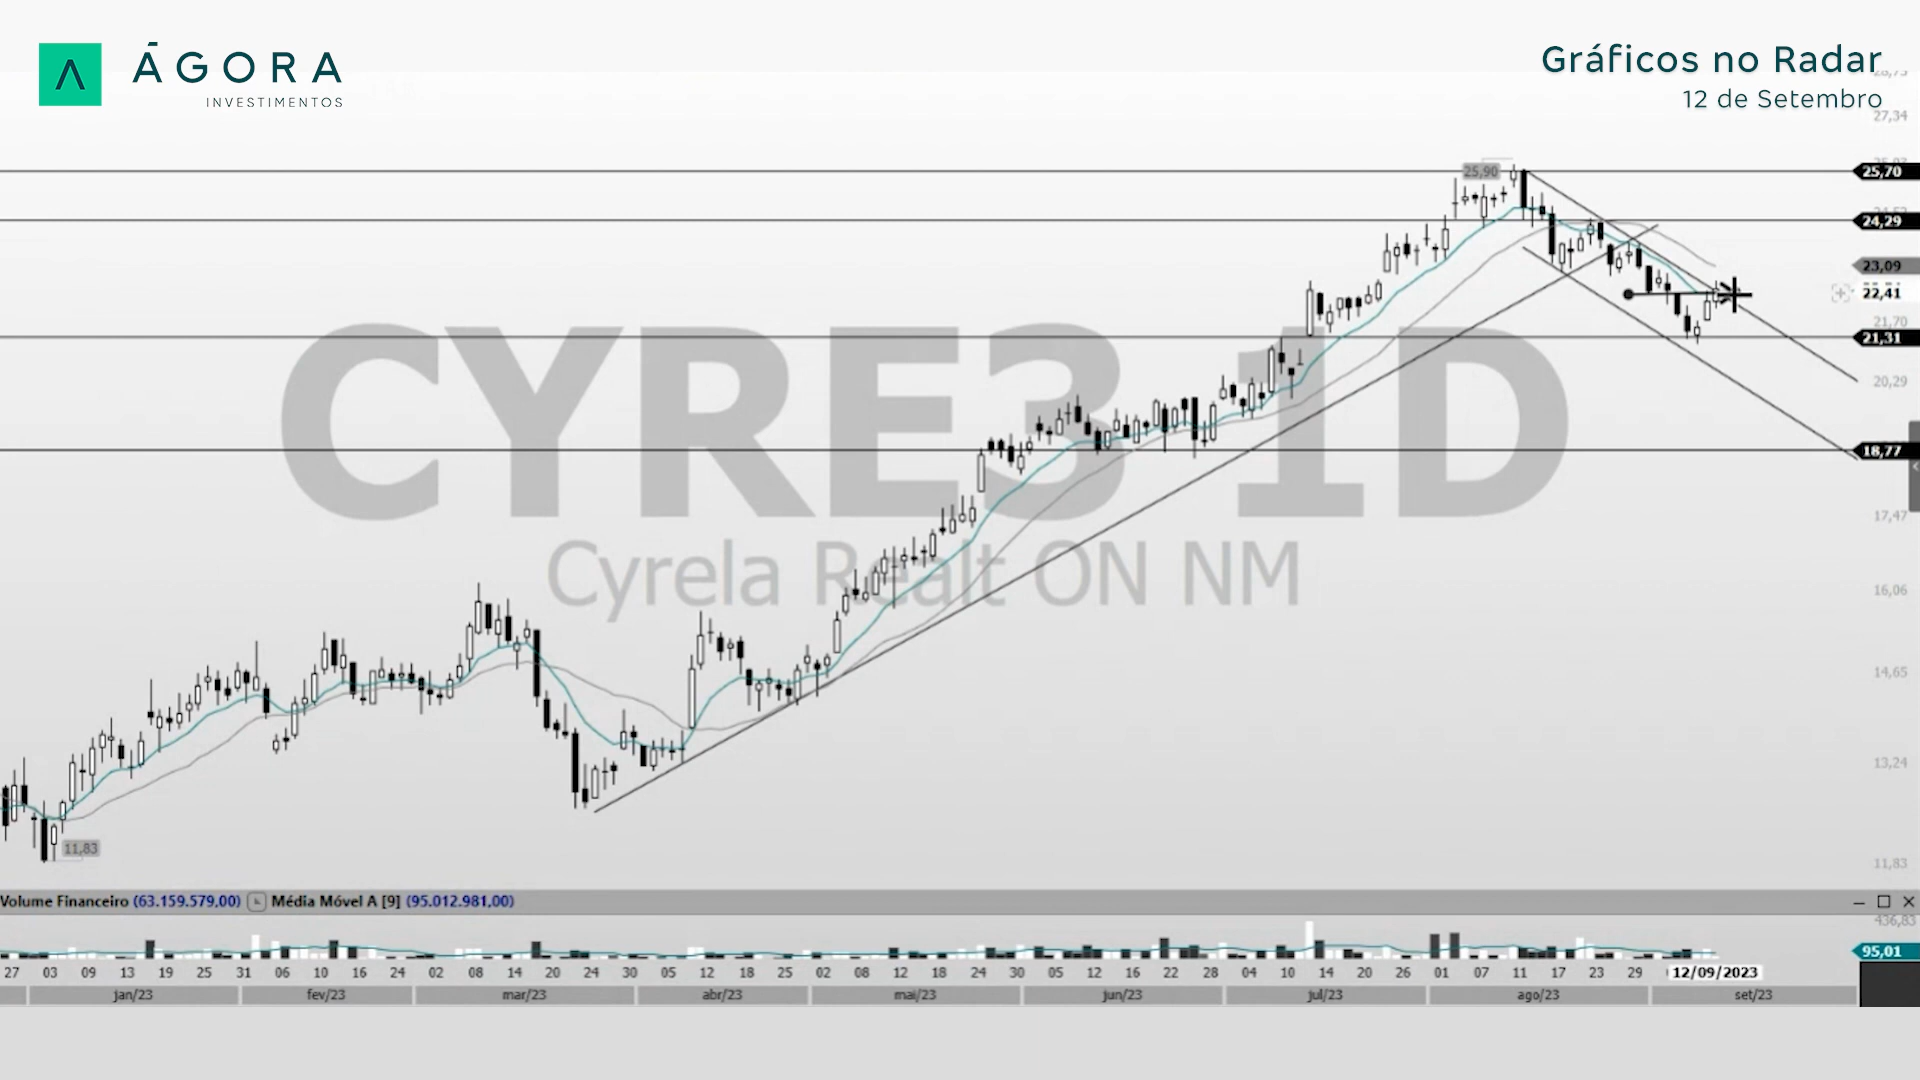 ÁGORA
INVESTIMENTOS
Gráficos no Radar
12 de Setembro
27,34
25,90
25,70
24,29
23,09
22,41
21,70
21,31
20,29
18,77
17,47
16,06
14,65
13,24
11,83
11,83
CYRE3 1D
Cyrela Realt ON NM
Volume Financeiro (63.159.579,00) Média Móvel A [9] (95.012.981,00)
436,83
95,01
27 03 09 13 19 25 31 06 10 16 24 02 08 14 20 24 30 05 12 18 25 02 08 12 18 24 30 05 12 16 22 28 04 10 14 20 26 01 07 11 17 23 29 12/09/2023
jan/23 fev/23 mar/23 abr/23 mai/23 jun/23 jul/23 ago/23 set/23